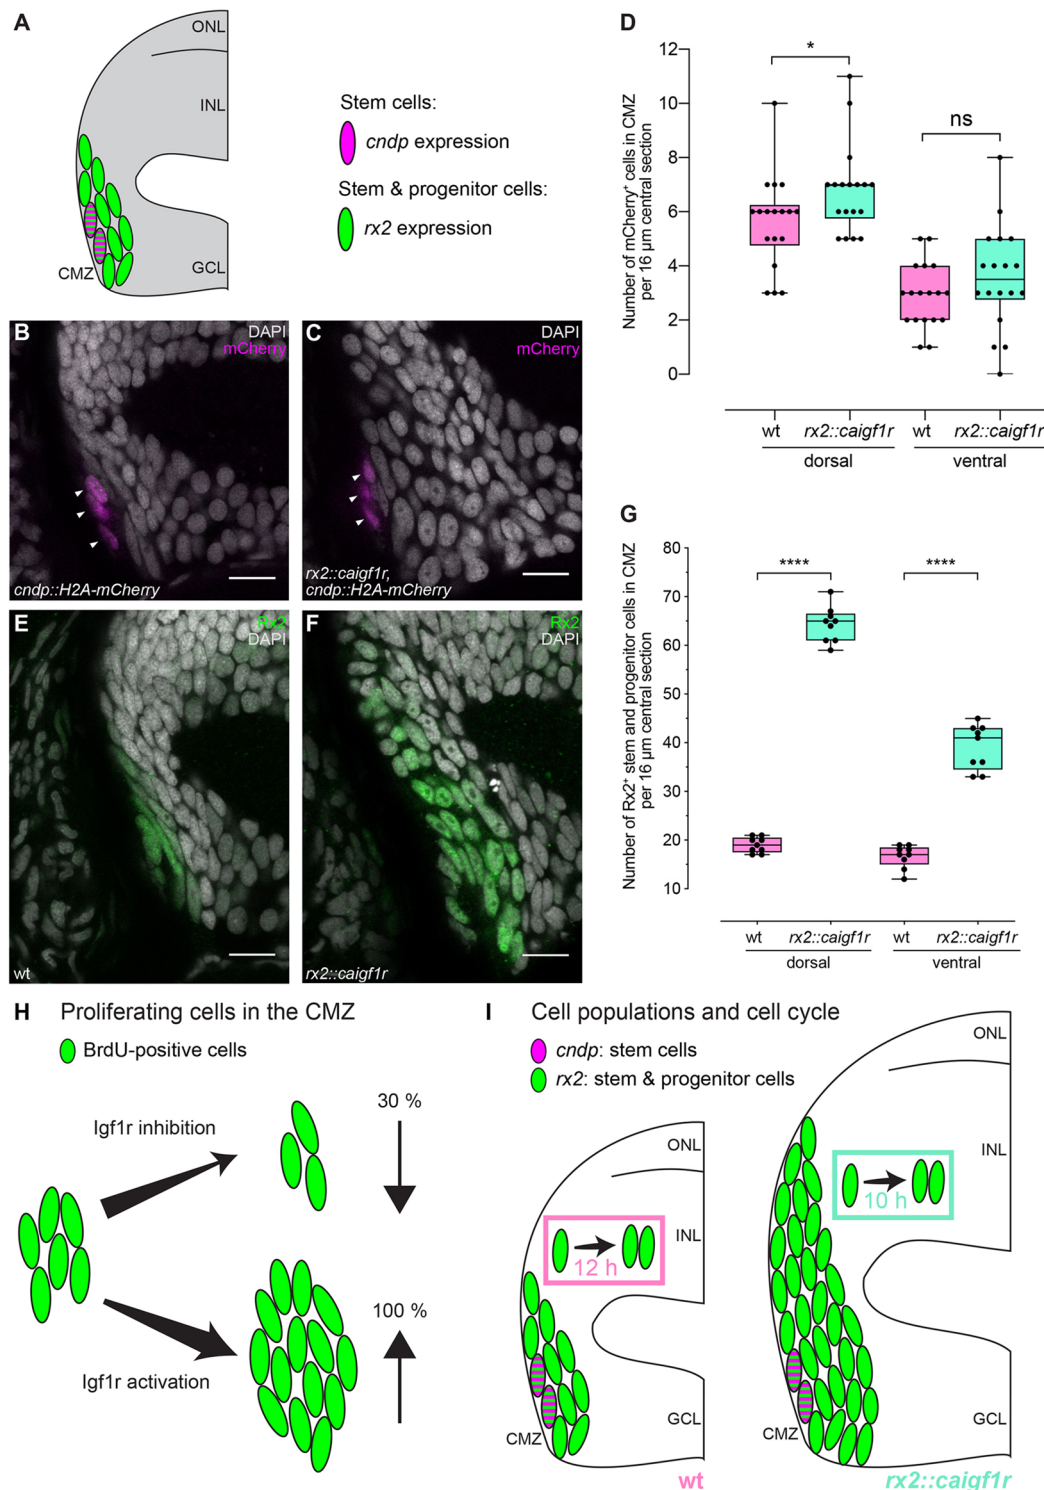 A
ONL
INL
GCL
CMZ
Stem cells:
cndp expression
Stem & progenitor cells:
rx2 expression
B
DAPI
mCherry
cndp::H2A-mCherry
C
DAPI
mCherry
rx2::caigf1r,
cndp::H2A-mCherry
D
Number of mCherry⁺ cells in CMZ
per 16 µm central section
12
10
8
6
4
2
0
*
ns
wt
rx2::caigf1r
wt
rx2::caigf1r
dorsal
ventral
E
Rx2
DAPI
wt
F
Rx2
DAPI
rx2::caigf1r
G
Number of Rx2⁺ stem and progenitor cells in CMZ
per 16 µm central section
80
70
60
50
40
30
20
10
****
****
wt
rx2::caigf1r
wt
rx2::caigf1r
dorsal
ventral
H Proliferating cells in the CMZ
BrdU-positive cells
Igf1r inhibition
30 %
Igf1r activation
100 %
I Cell populations and cell cycle
cndp: stem cells
rx2: stem & progenitor cells
ONL
INL
12 h
GCL
CMZ
wt
ONL
INL
10 h
GCL
CMZ
rx2::caigf1r